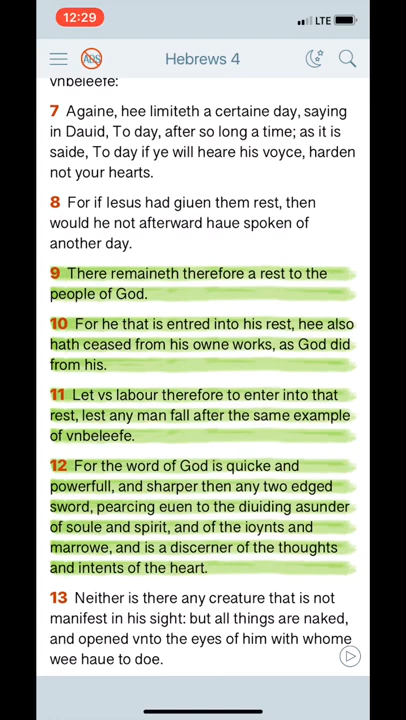 12:29
LTE
ADS
Hebrews 4
vnbeleefe:
7 Againe, hee limiteth a certaine day, saying
in Dauid, To day, after so long a time; as it is
saide, To day if ye will heare his voyce, harden
not your hearts.
8 For if Iesus had giuen them rest, then
would he not afterward haue spoken of
another day.
9 There remaineth therefore a rest to the
people of God.
10 For he that is entred into his rest, hee also
hath ceased from his owne works, as God did
from his.
11 Let vs labour therefore to enter into that
rest, lest any man fall after the same example
of vnbeleefe.
12 For the word of God is quicke and
powerfull, and sharper then any two edged
sword, pearcing euen to the diuiding asunder
of soule and spirit, and of the ioynts and
marrowe, and is a discerner of the thoughts
and intents of the heart.
13 Neither is there any creature that is not
manifest in his sight: but all things are naked,
and opened vnto the eyes of him with whome
wee haue to doe.